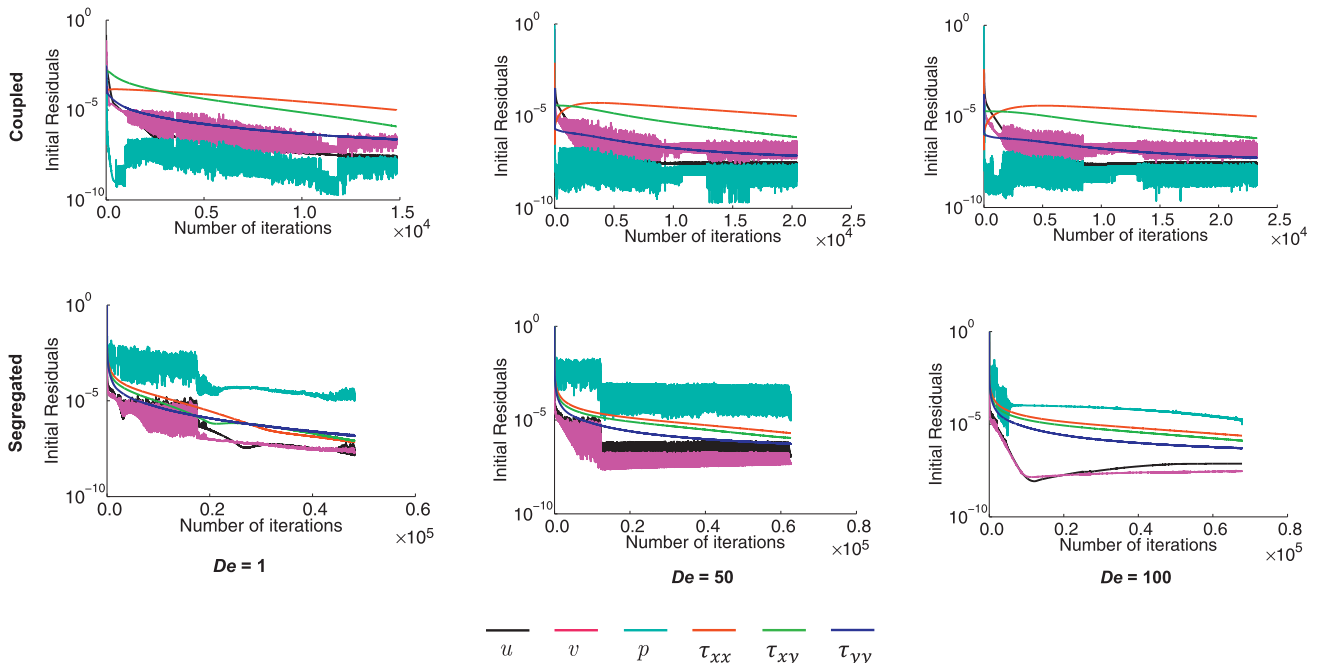 Coupled
Initial Residuals
10^0
10^-5
10^-10
0.0 0.5 1.0 1.5
Number of iterations
×10^4
Initial Residuals
10^0
10^-5
10^-10
0.0 0.5 1.0 1.5 2.0 2.5
Number of iterations
×10^4
Initial Residuals
10^0
10^-5
10^-10
0.0 0.5 1.0 1.5 2.0 2.5
Number of iterations
×10^4
Segregated
Initial Residuals
10^0
10^-5
10^-10
0.0 0.2 0.4 0.6
Number of iterations
×10^5
De = 1
Initial Residuals
10^0
10^-5
10^-10
0.0 0.2 0.4 0.6 0.8
Number of iterations
×10^5
De = 50
Initial Residuals
10^0
10^-5
10^-10
0.0 0.2 0.4 0.6 0.8
Number of iterations
×10^5
De = 100
u v p τxx τxy τyy